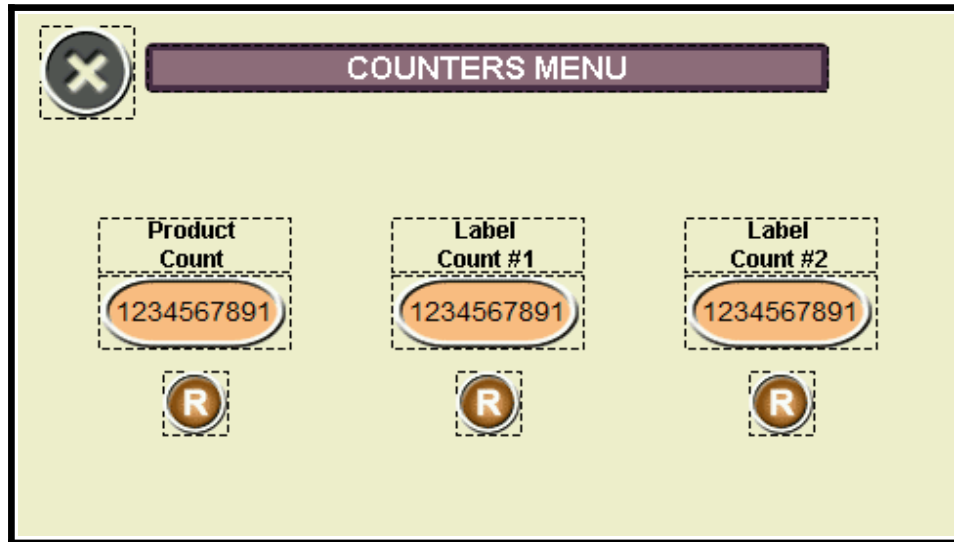 COUNTERS MENU
Product
Count
Label
Count #1
Label
Count #2
1234567891
1234567891
1234567891
R
R
R